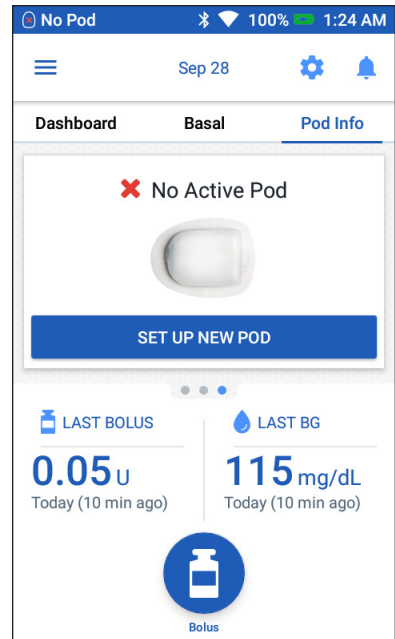 No Pod 100% 1:24 AM
Sep 28
Dashboard Basal Pod Info
No Active Pod
SET UP NEW POD
LAST BOLUS LAST BG
0.05 U 115 mg/dL
Today (10 min ago) Today (10 min ago)
Bolus